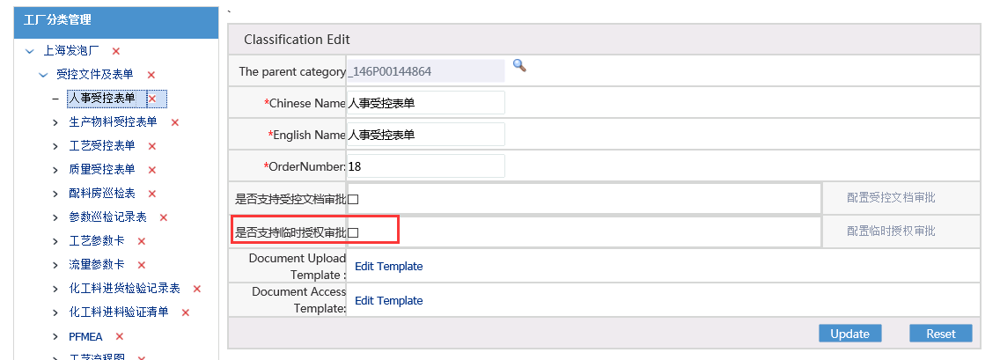 工厂分类管理
上海发泡厂
受控文件及表单
人事受控表单
生产物料受控表单
工艺受控表单
质量受控表单
配料房巡检表
参数巡检记录表
工艺参数卡
流量参数卡
化工料进货检验记录表
化工料进料验证清单
PFMEA
工艺流程图
`
Classification Edit
The parent category _146P00144864
*Chinese Name 人事受控表单
*English Name 人事受控表单
*OrderNumber: 18
是否支持受控文档审批 配置受控文档审批
是否支持临时授权审批 配置临时授权审批
Document Upload
Template : Edit Template
Document Access
Template: Edit Template
Update Reset